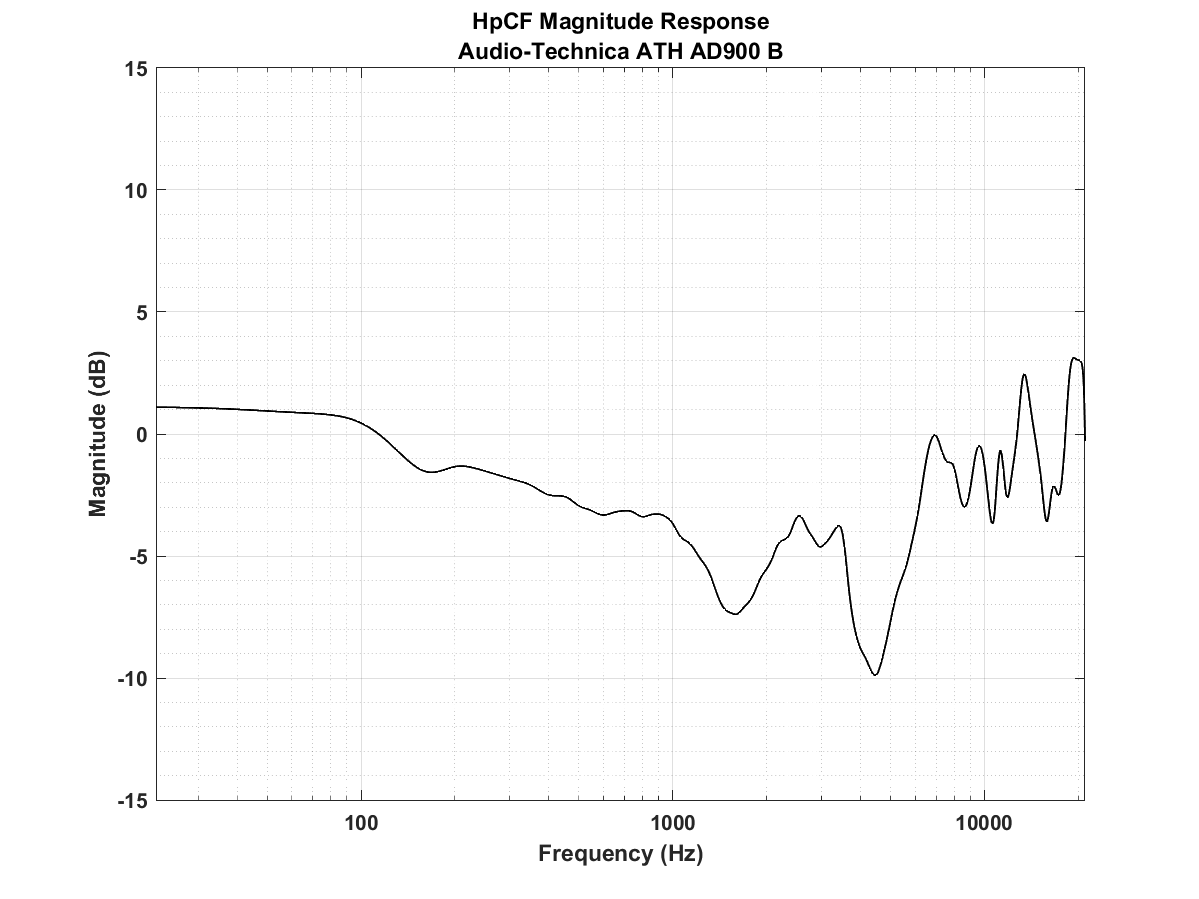 HpCF Magnitude Response
Audio-Technica ATH AD900 B
15
10
5
0
-5
-10
-15
Magnitude (dB)
100 1000 10000
Frequency (Hz)